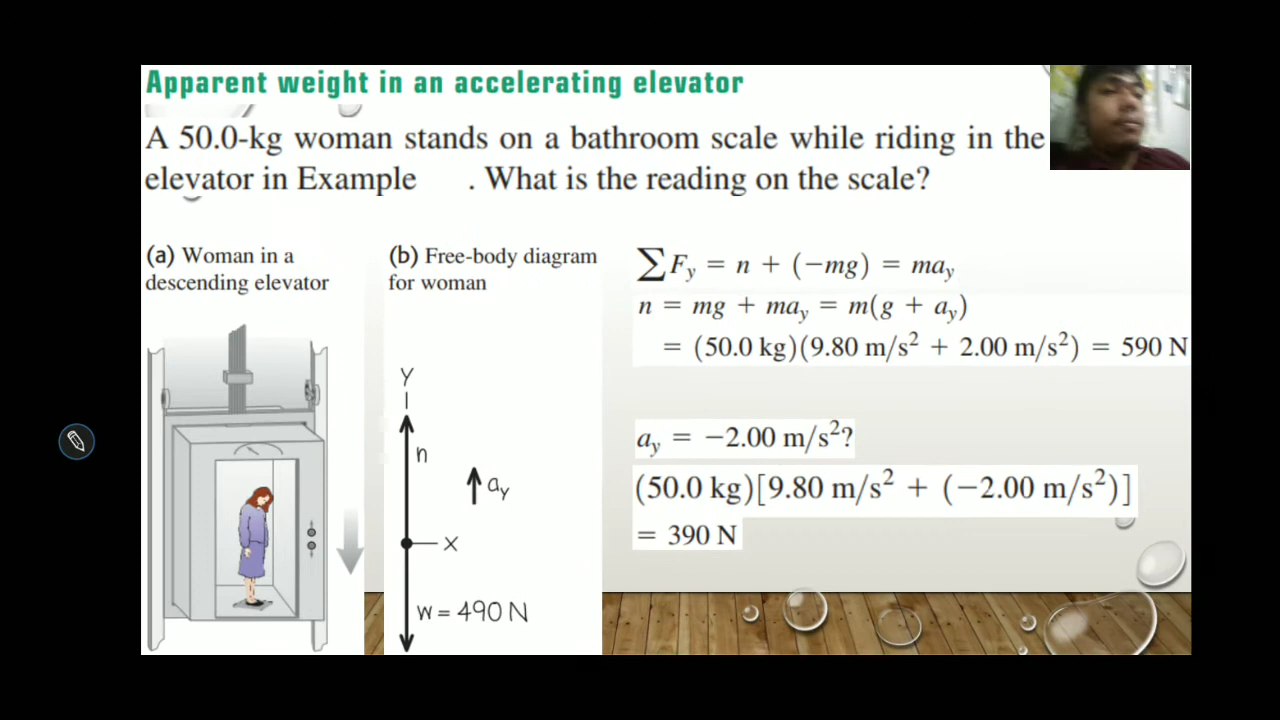 Apparent weight in an accelerating elevator
A 50.0-kg woman stands on a bathroom scale while riding in the
elevator in Example . What is the reading on the scale?
(a) Woman in a
descending elevator
(b) Free-body diagram
for woman
y
n
a_y
x
w = 490 N
∑F_y = n + (−mg) = ma_y
n = mg + ma_y = m(g + a_y)
= (50.0 kg)(9.80 m/s² + 2.00 m/s²) = 590 N
a_y = −2.00 m/s²?
(50.0 kg)[9.80 m/s² + (−2.00 m/s²)]
= 390 N